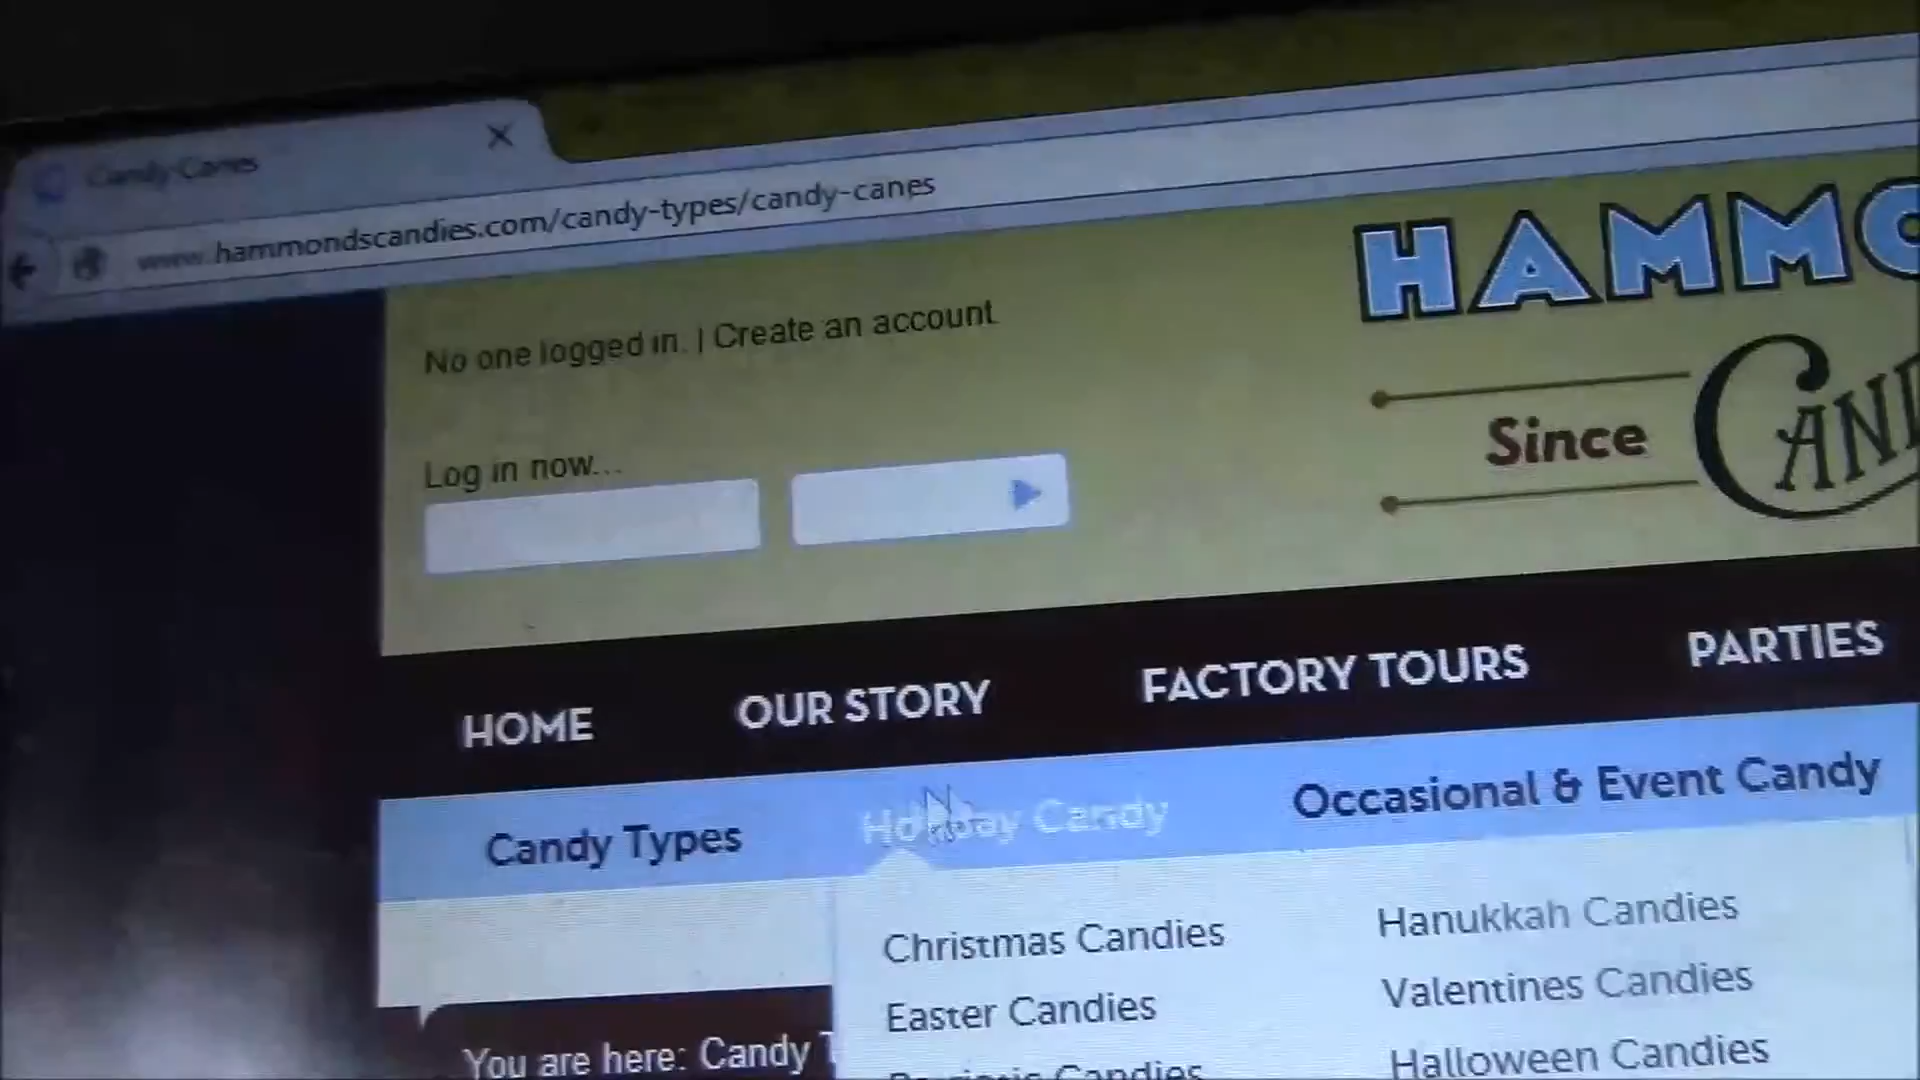 Candy Canes
www.hammondscandies.com/candy-types/candy-canes
No one logged in. | Create an account
HAMMO
Since
CAND
Log in now...
HOME OUR STORY FACTORY TOURS PARTIES
Candy Types Holiday Candy Occasional & Event Candy
Christmas Candies Hanukkah Candies
Easter Candies Valentines Candies
Candies Halloween Candies
You are here: Candy T